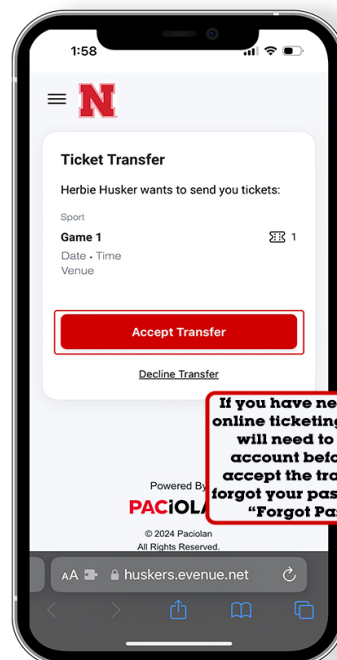 1:58
N
Ticket Transfer
Herbie Husker wants to send you tickets:
Sport
Game 1
1
Date • Time
Venue
Accept Transfer
Decline Transfer
If you have ne
online ticketing
will need to
account befo
accept the tra
forgot your pas
"Forgot Pa
Powered By
PACiOL
© 2024 Paciolan
All Rights Reserved.
AA
huskers.evenue.net